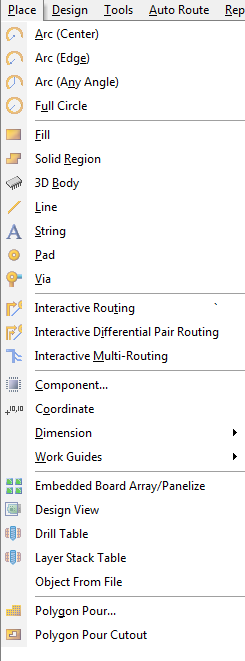 Place Design Tools Auto Route Rep
Arc (Center)
Arc (Edge)
Arc (Any Angle)
Full Circle
Fill
Solid Region
3D Body
Line
A String
Pad
Via
Interactive Routing
Interactive Differential Pair Routing
Interactive Multi-Routing
Component...
+10,10 Coordinate
Dimension
Work Guides
Embedded Board Array/Panelize
Design View
Drill Table
Layer Stack Table
Object From File
Polygon Pour...
Polygon Pour Cutout